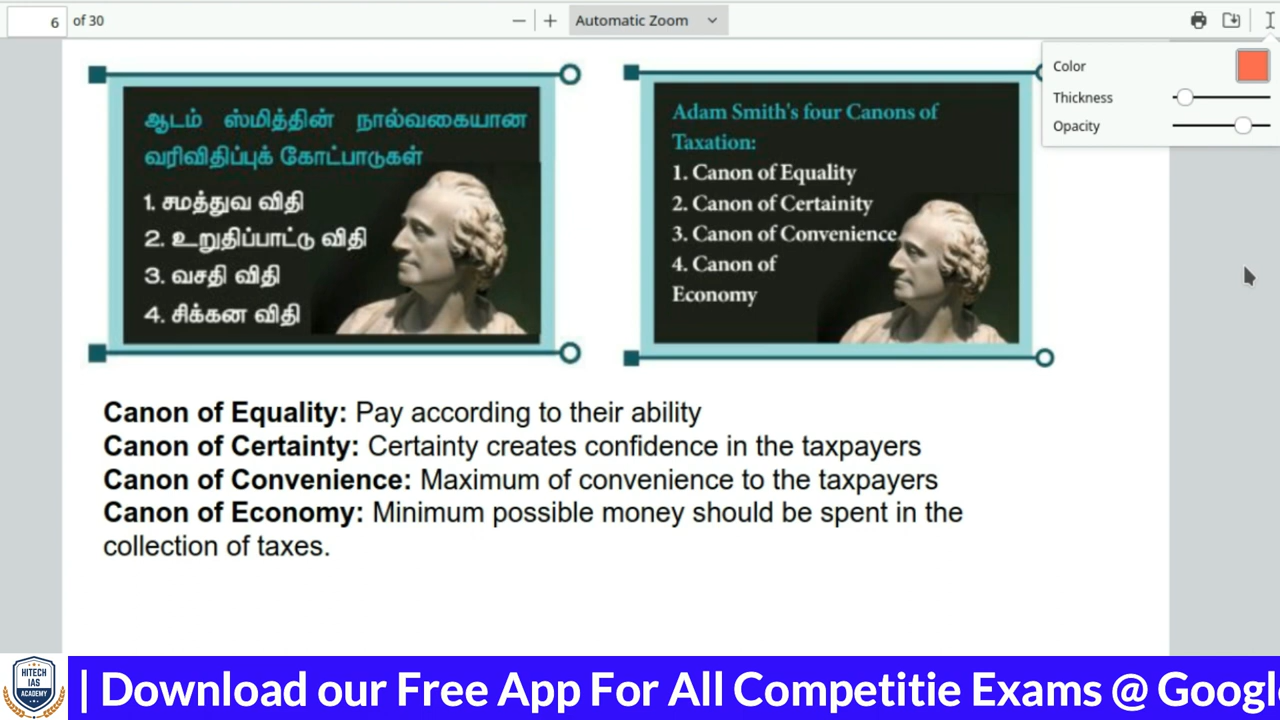 6 of 30
Automatic Zoom
Color
Thickness
Opacity
ஆடம் ஸ்மித்தின் நால்வகையான
வரிவிதிப்புக் கோட்பாடுகள்
1. சமத்துவ விதி
2. உறுதிப்பாட்டு விதி
3. வசதி விதி
4. சிக்கன விதி
Adam Smith's four Canons of
Taxation:
1. Canon of Equality
2. Canon of Certainity
3. Canon of Convenience
4. Canon of
Economy
Canon of Equality: Pay according to their ability
Canon of Certainty: Certainty creates confidence in the taxpayers
Canon of Convenience: Maximum of convenience to the taxpayers
Canon of Economy: Minimum possible money should be spent in the
collection of taxes.
HITECH
IAS
ACADEMY
| Download our Free App For All Competitie Exams @ Googl